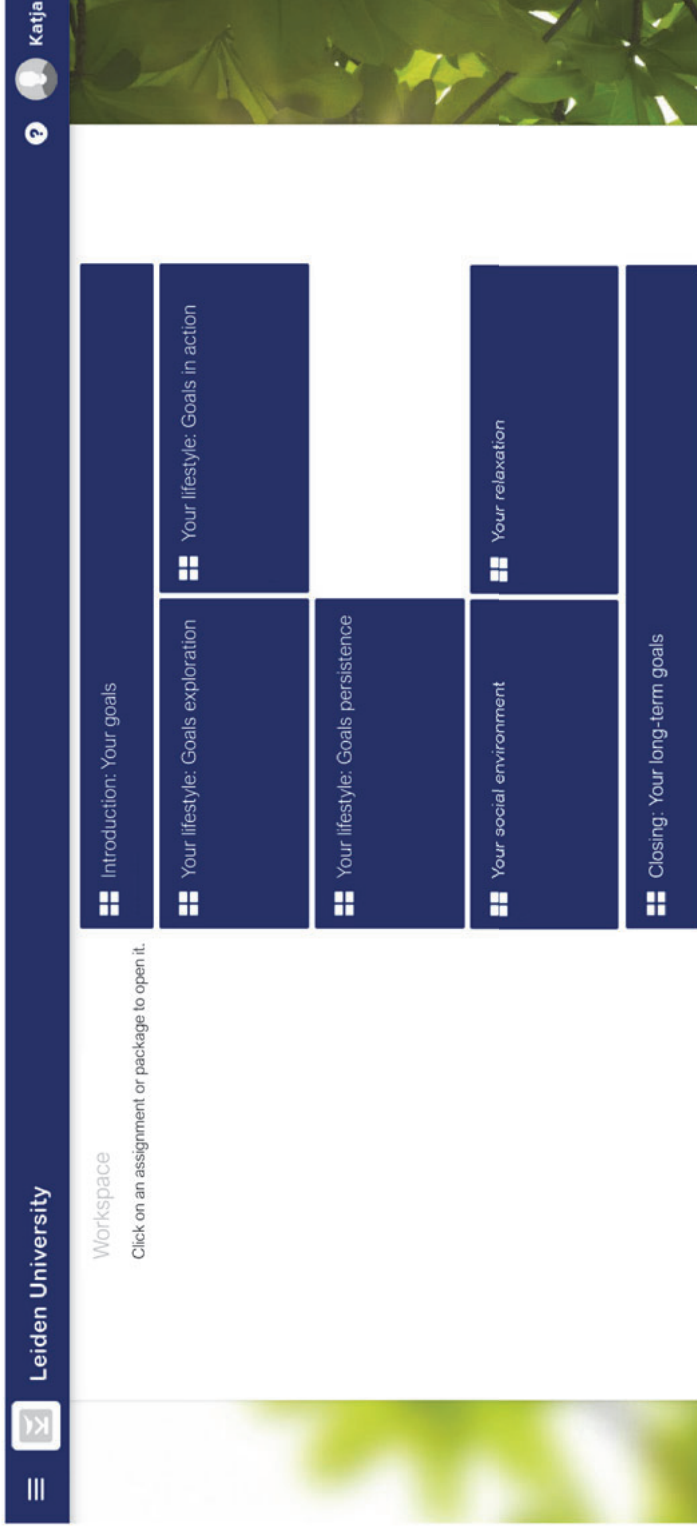 Leiden University
?
Katja
Workspace
Click on an assignment or package to open it.
Introduction: Your goals
Your lifestyle: Goals exploration
Your lifestyle: Goals in action
Your lifestyle: Goals persistence
Your social environment
Your relaxation
Closing: Your long-term goals